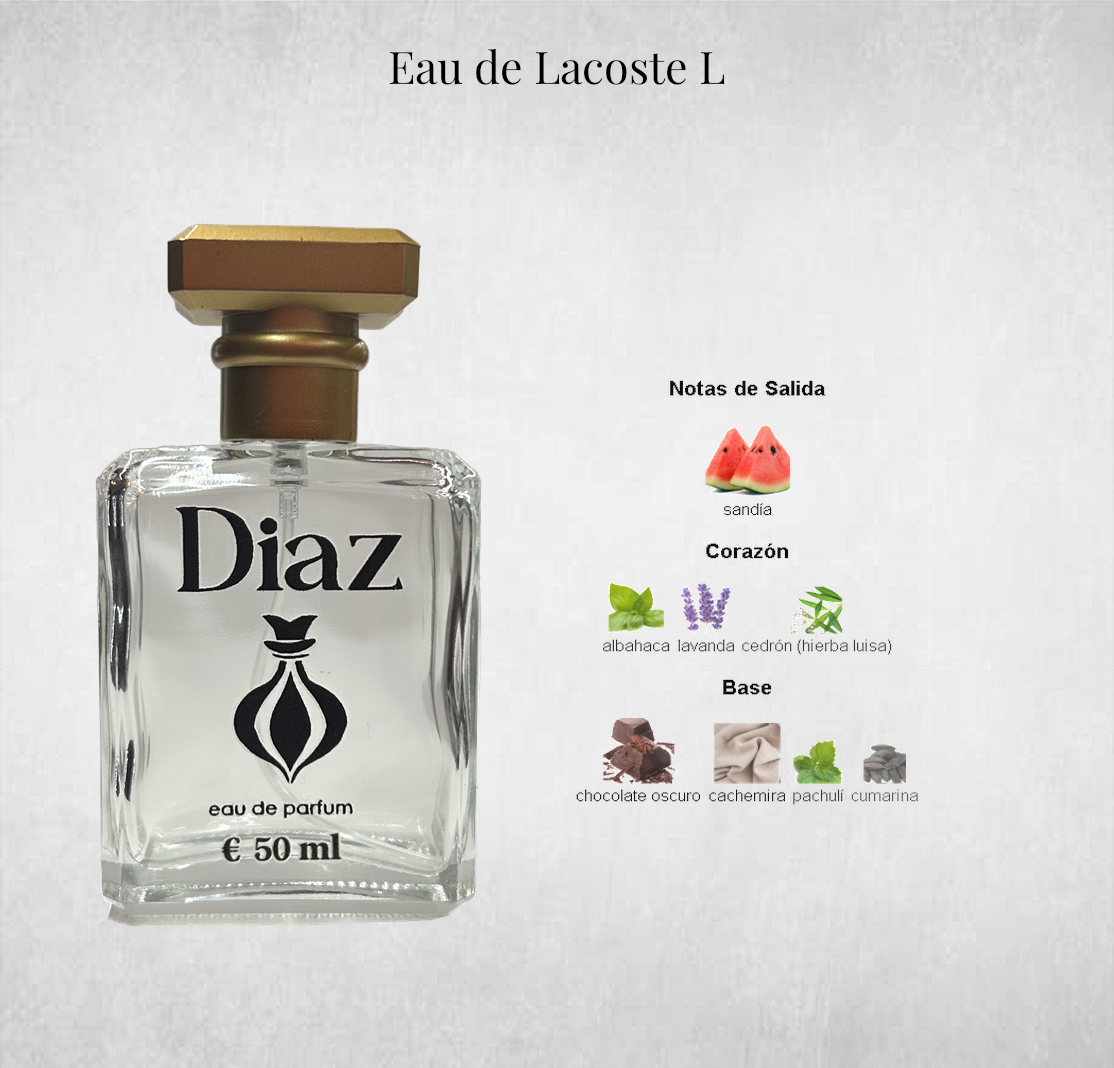 Eau de Lacoste L
Diaz
eau de parfum
€ 50 ml
Notas de Salida
sandía
Corazón
albahaca lavanda cedrón (hierba luisa)
Base
chocolate oscuro cachemira pachulí cumarina